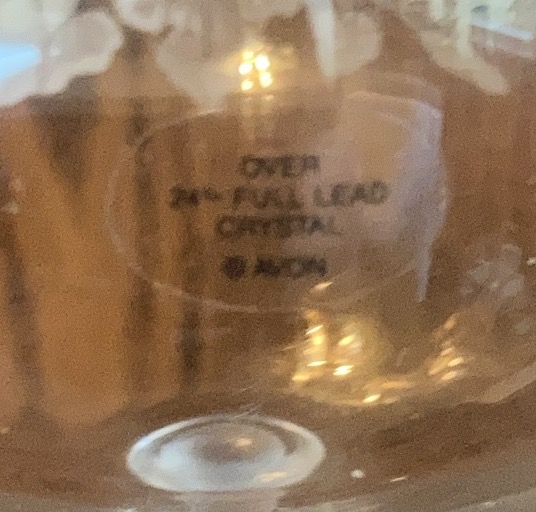 OVER
24% FULL LEAD
CRYSTAL
® AVON